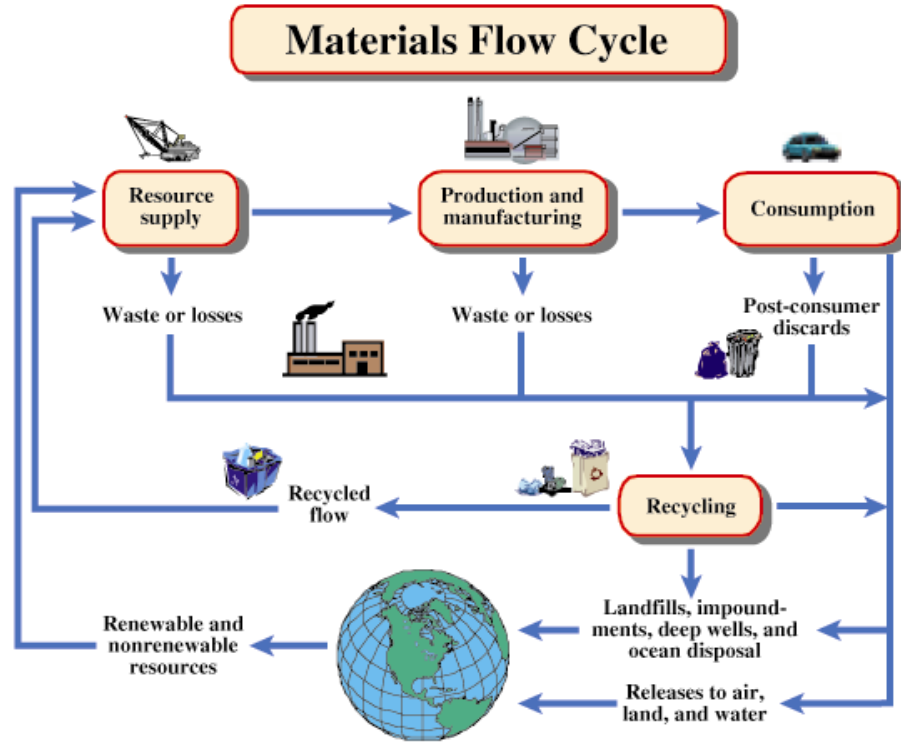 Materials Flow Cycle
Resource
supply
Production and
manufacturing
Consumption
Waste or losses
Waste or losses
Post-consumer
discards
Recycled
flow
Recycling
Renewable and
nonrenewable
resources
Landfills, impound-
ments, deep wells, and
ocean disposal
Releases to air,
land, and water